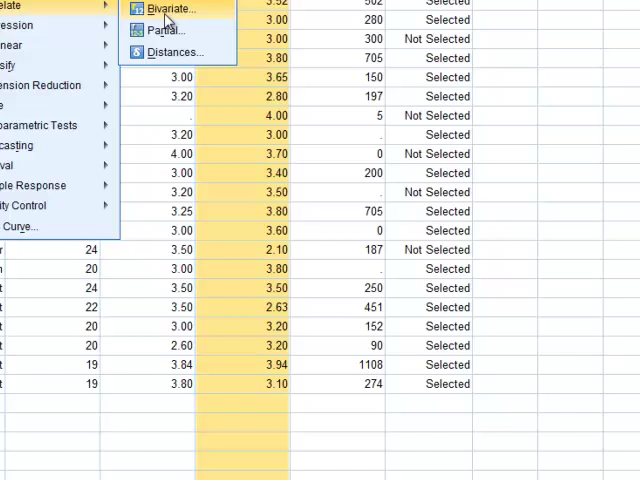 elate Bivariate... 3.52 502 Selected
ression 3.00 280 Selected
near Partial... 3.00 300 Not Selected
sify Distances... 3.80 705 Selected
ension Reduction 3.00 3.65 150 Selected
e 3.20 2.80 197 Selected
parametric Tests . 4.00 5 Not Selected
casting 3.20 3.00 . Selected
val 4.00 3.70 0 Not Selected
ple Response 3.00 3.40 200 Selected
ity Control 3.20 3.50 . Not Selected
Curve... 3.25 3.80 705 Selected
3.00 3.60 0 Selected
r 24 3.50 2.10 187 Not Selected
n 20 3.00 3.80 . Selected
t 24 3.50 3.50 250 Selected
t 22 3.50 2.63 451 Selected
t 20 3.00 3.20 152 Selected
t 20 2.60 3.20 90 Selected
t 19 3.84 3.94 1108 Selected
t 19 3.80 3.10 274 Selected